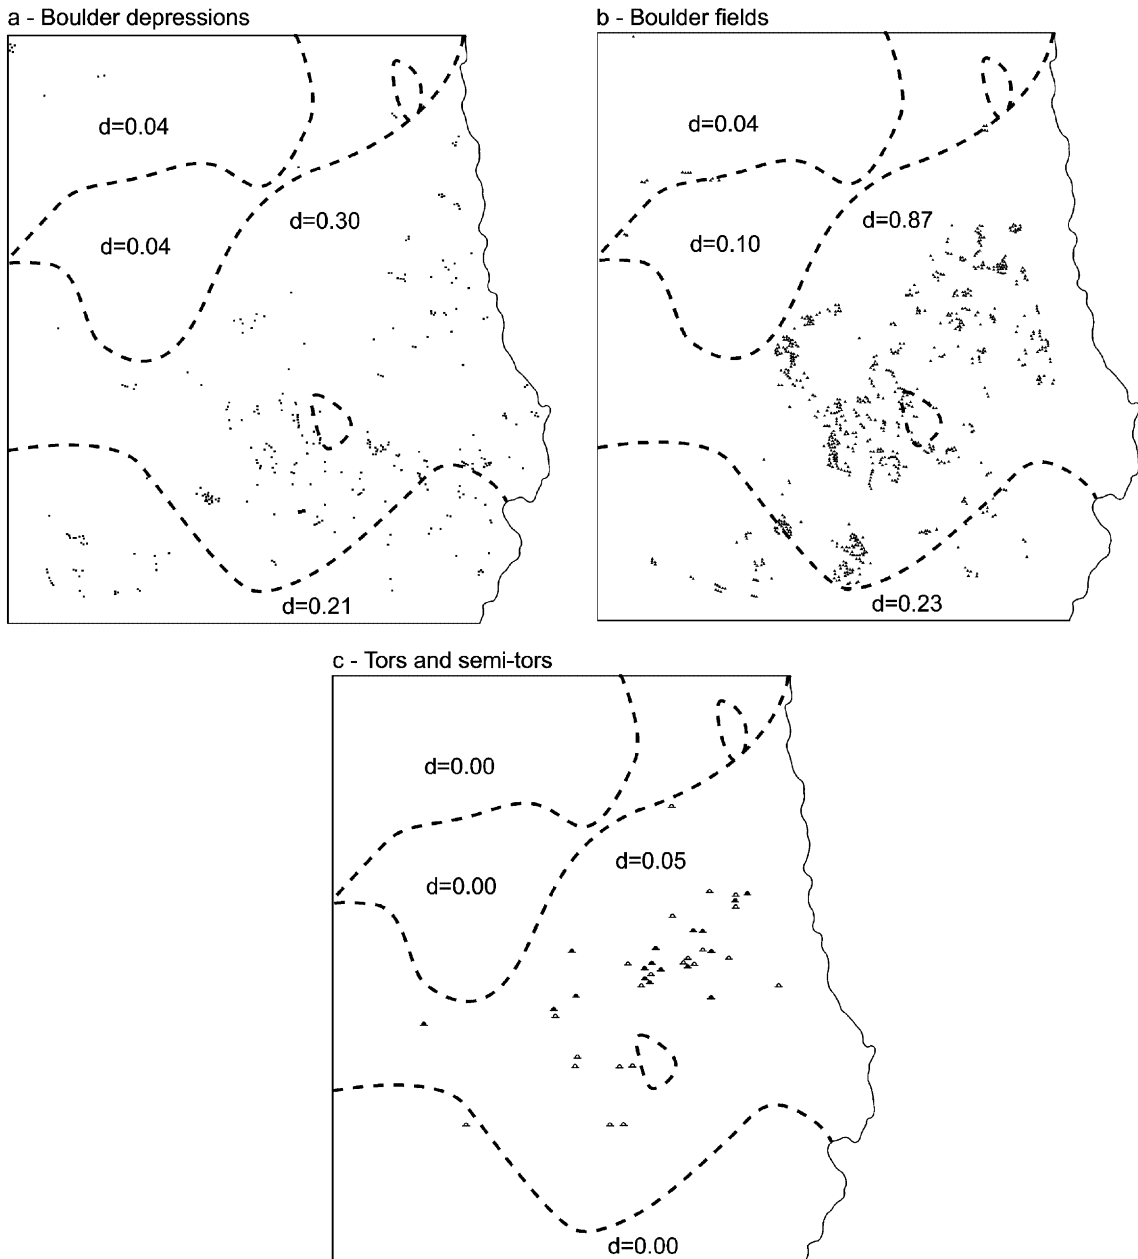 a - Boulder depressions
d=0.04
d=0.30
d=0.04
d=0.21
b - Boulder fields
d=0.04
d=0.87
d=0.10
d=0.23
c - Tors and semi-tors
d=0.00
d=0.05
d=0.00
d=0.00